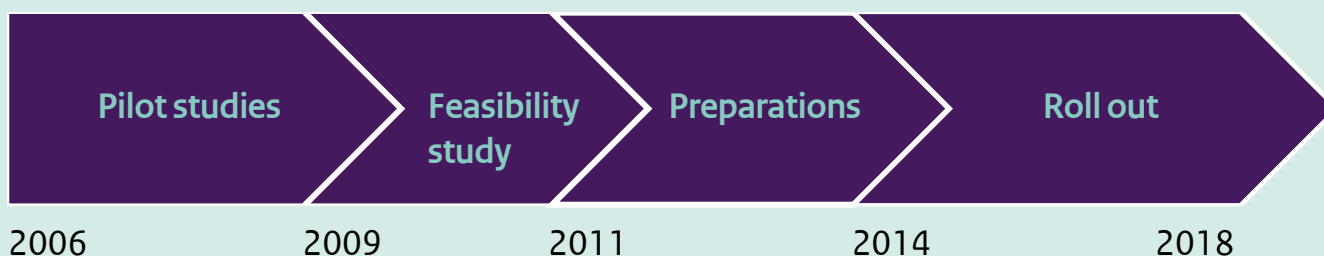 Pilot studies
Feasibility
study
Preparations
Roll out
2006
2009
2011
2014
2018